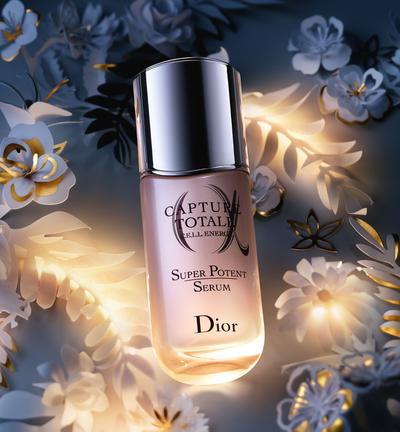 CAPTURE
TOTALE
C.E.L.L. ENERGY
SUPER POTENT
SERUM
Dior